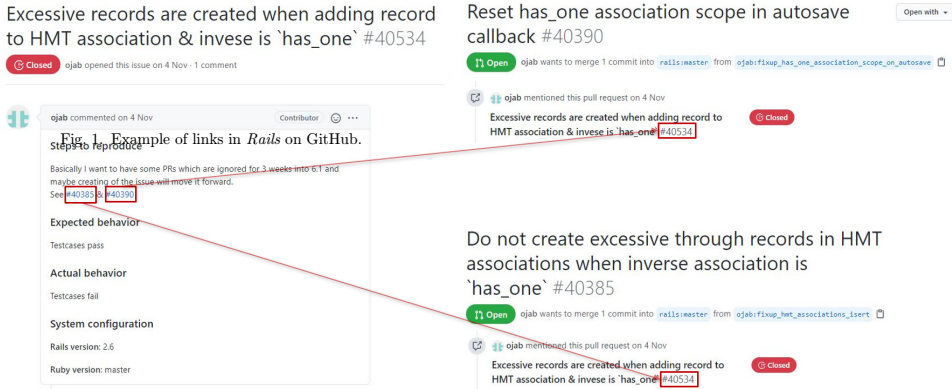 Excessive records are created when adding record
to HMT association & invese is `has_one` #40534
Closed ojab opened this issue on 4 Nov · 1 comment
ojab commented on 4 Nov Contributor
Fig. 1. Example of links in Rails on GitHub.
Steps to reproduce
Basically I want to have some PRs which are ignored for 3 weeks into 6.1 and
maybe creating of the issue will move it forward.
See #40385 & #40390
Expected behavior
Testcases pass
Actual behavior
Testcases fail
System configuration
Rails version: 2.6
Ruby version: master
Reset has_one association scope in autosave
callback #40390
Open with
Open ojab wants to merge 1 commit into rails:master from ojab:fixup_has_one_association_scope_on_autosave
ojab mentioned this pull request on 4 Nov
Excessive records are created when adding record to
HMT association & invese is `has_one` #40534
Closed
Do not create excessive through records in HMT
associations when inverse association is
`has_one` #40385
Open ojab wants to merge 1 commit into rails:master from ojab:fixup_hmt_associations_isert
ojab mentioned this pull request on 4 Nov
Excessive records are created when adding record to
HMT association & invese is `has_one` #40534
Closed